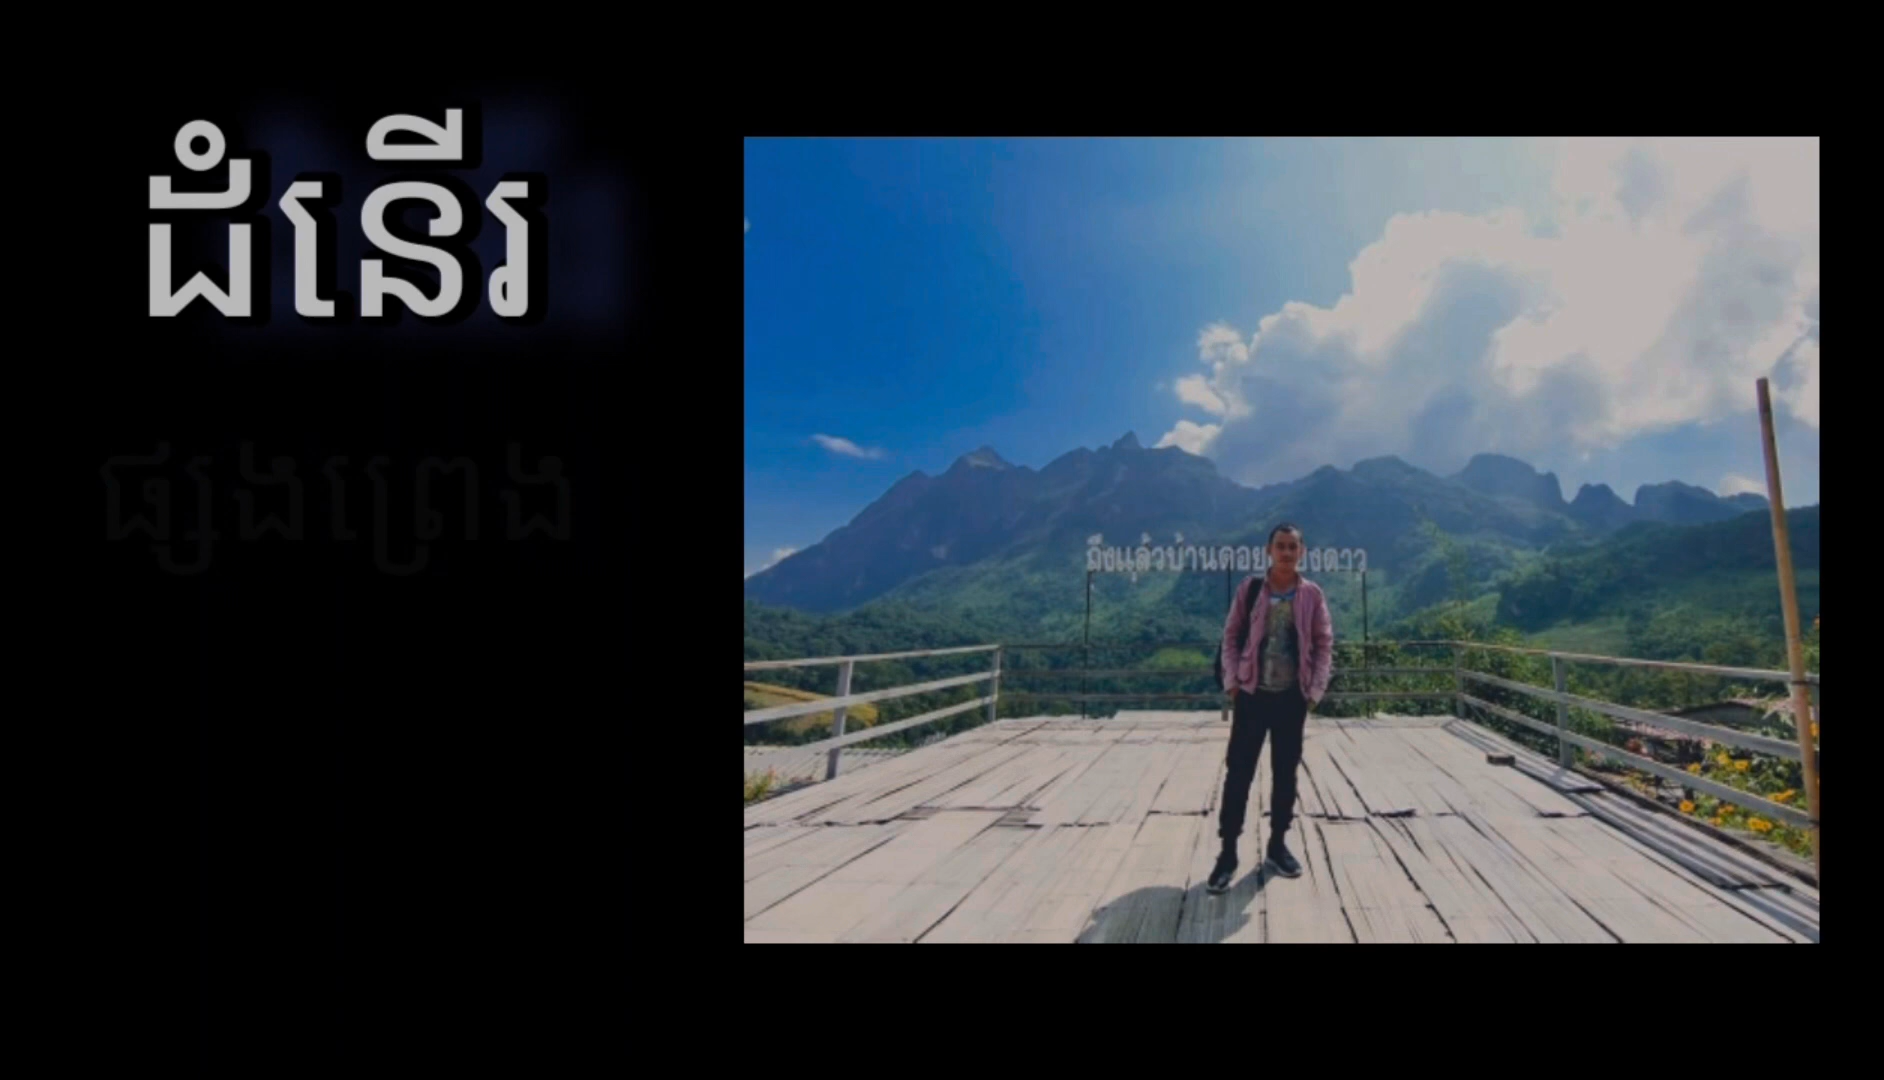 ដំនើរ
ផ្សងព្រេង
ถึงแล้วบ้านดอย